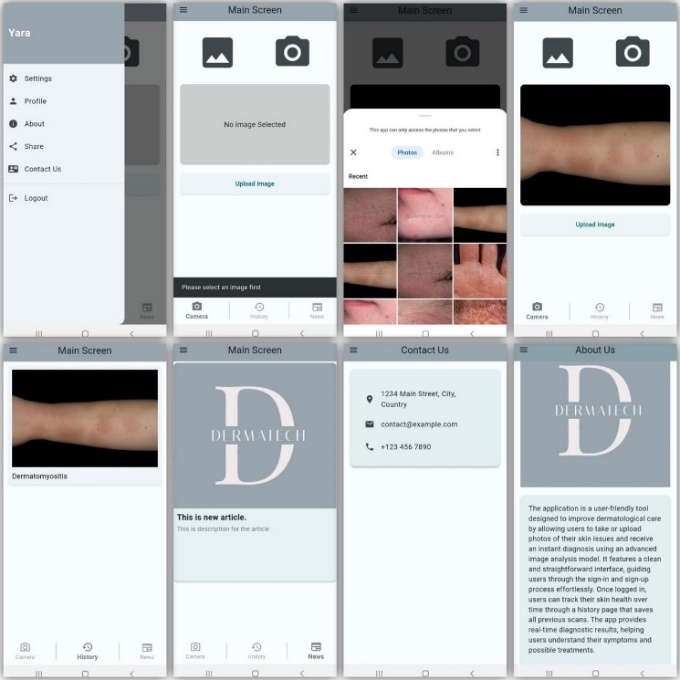 Yara
Settings
Profile
About
Share
Contact Us
Logout
News
Main Screen
No Image Selected
Upload Image
Please select an image first
Camera
History
News
This app can only access the photos that you select
Photos
Albums
Recent
Main Screen
Upload Image
Camera
History
News
Main Screen
Dermatomyositis
Camera
History
News
Main Screen
D
DERMATECH
This is new article.
This is description for the article
Camera
History
News
Contact Us
1234 Main Street, City,
Country
contact@example.com
+123 456 7890
About Us
D
DERMATECH
The application is a user-friendly tool
designed to improve dermatological care
by allowing users to take or upload
photos of their skin issues and receive
an instant diagnosis using an advanced
image analysis model. It features a clean
and straightforward interface, guiding
users through the sign-in and sign-up
process effortlessly. Once logged in,
users can track their skin health over
time through a history page that saves
all previous scans. The app provides
real-time diagnostic results, helping
users understand their symptoms and
possible treatments.